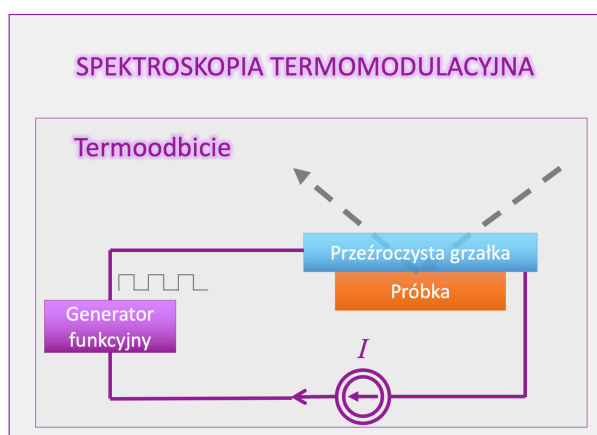 SPEKTROSKOPIA TERMOMODULACYJNA
Termoodbicie
Przeźroczysta grzałka
Próbka
Generator
funkcyjny
I